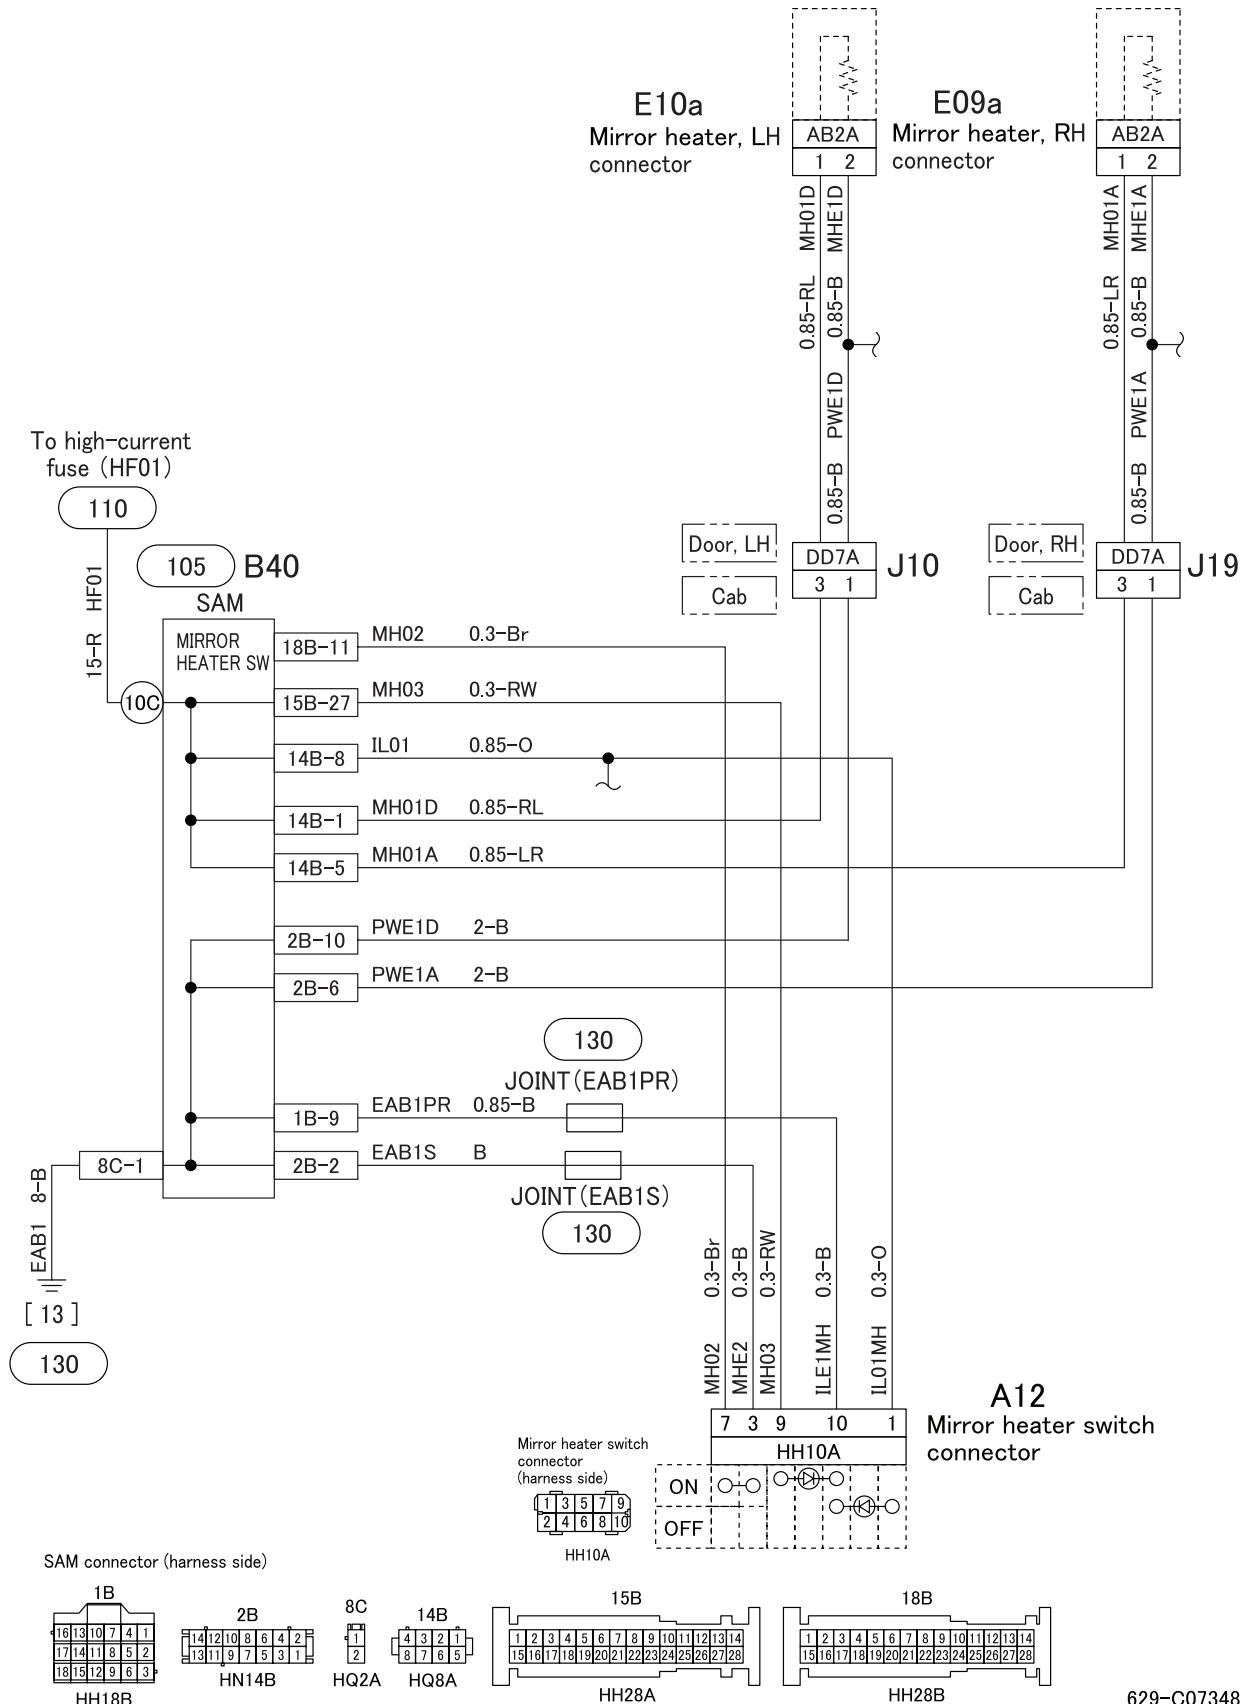 E10a
Mirror heater, LH
connector
AB2A
1 2
E09a
Mirror heater, RH
connector
AB2A
1 2
0.85-RL MH01D
0.85-B MHE1D
0.85-LR MH01A
0.85-B MHE1A
0.85-B PWE1D
0.85-B PWE1A
To high-current
fuse (HF01)
110
Door, LH
Cab
DD7A
3 1
J10
Door, RH
Cab
DD7A
3 1
J19
105
B40
SAM
15-R HF01
10C
MIRROR
HEATER SW
18B-11 MH02 0.3-Br
15B-27 MH03 0.3-RW
14B-8 IL01 0.85-O
14B-1 MH01D 0.85-RL
14B-5 MH01A 0.85-LR
2B-10 PWE1D 2-B
2B-6 PWE1A 2-B
130
JOINT(EAB1PR)
1B-9 EAB1PR 0.85-B
8C-1
2B-2 EAB1S B
JOINT(EAB1S)
130
EAB1 8-B
[ 13 ]
130
MH02 0.3-Br
MHE2 0.3-B
MH03 0.3-RW
ILE1MH 0.3-B
IL01MH 0.3-O
A12
Mirror heater switch
connector
7 3 9 10 1
HH10A
ON
OFF
Mirror heater switch
connector
(harness side)
1 3 5 7 9
2 4 6 8 10
HH10A
SAM connector (harness side)
1B
16 13 10 7 4 1
17 14 11 8 5 2
18 15 12 9 6 3
HH18B
2B
14 12 10 8 6 4 2
13 11 9 7 5 3 1
HN14B
8C
1
2
HQ2A
14B
4 3 2 1
8 7 6 5
HQ8A
15B
1 2 3 4 5 6 7 8 9 10 11 12 13 14
15 16 17 18 19 20 21 22 23 24 25 26 27 28
HH28A
18B
1 2 3 4 5 6 7 8 9 10 11 12 13 14
15 16 17 18 19 20 21 22 23 24 25 26 27 28
HH28B
629-C07348